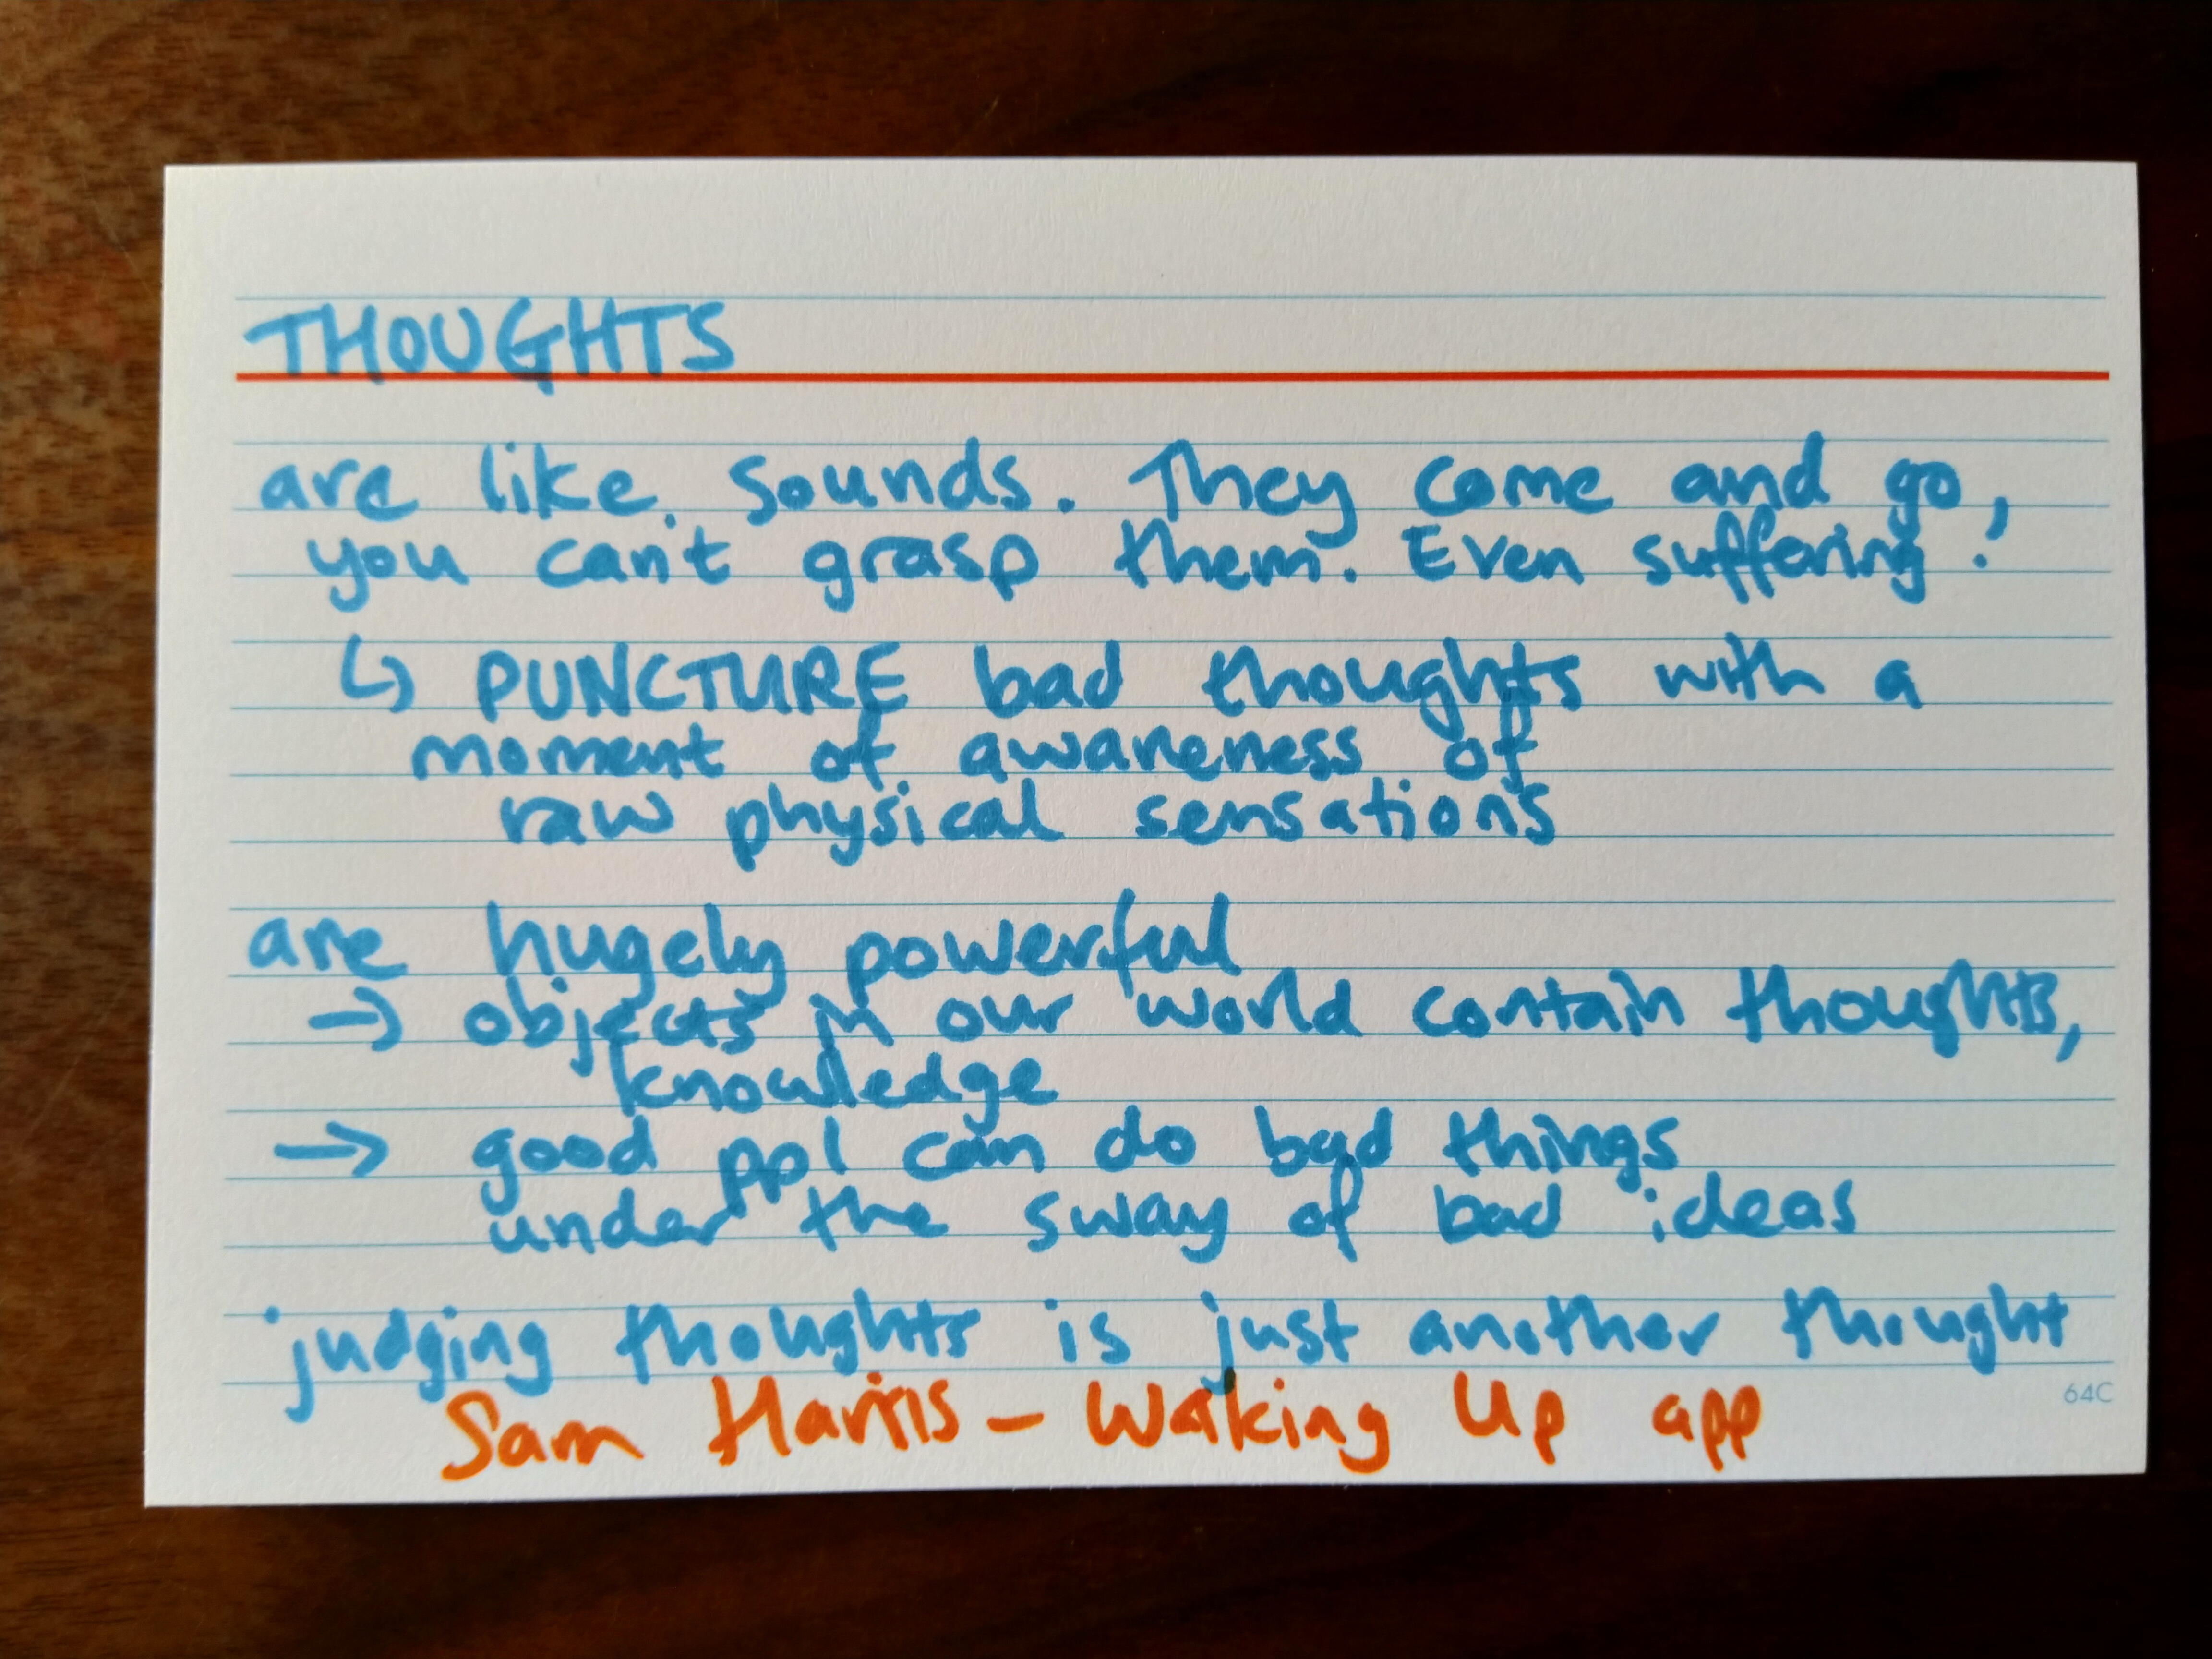 THOUGHTS
are like sounds. They come and go,
you can't grasp them. Even suffering!
↳ PUNCTURE bad thoughts with a
moment of awareness of
raw physical sensations
are hugely powerful
→ objects in our world contain thoughts,
knowledge
→ good ppl can do bad things
under the sway of bad ideas
judging thoughts is just another thought
64C
Sam Harris – Waking Up app